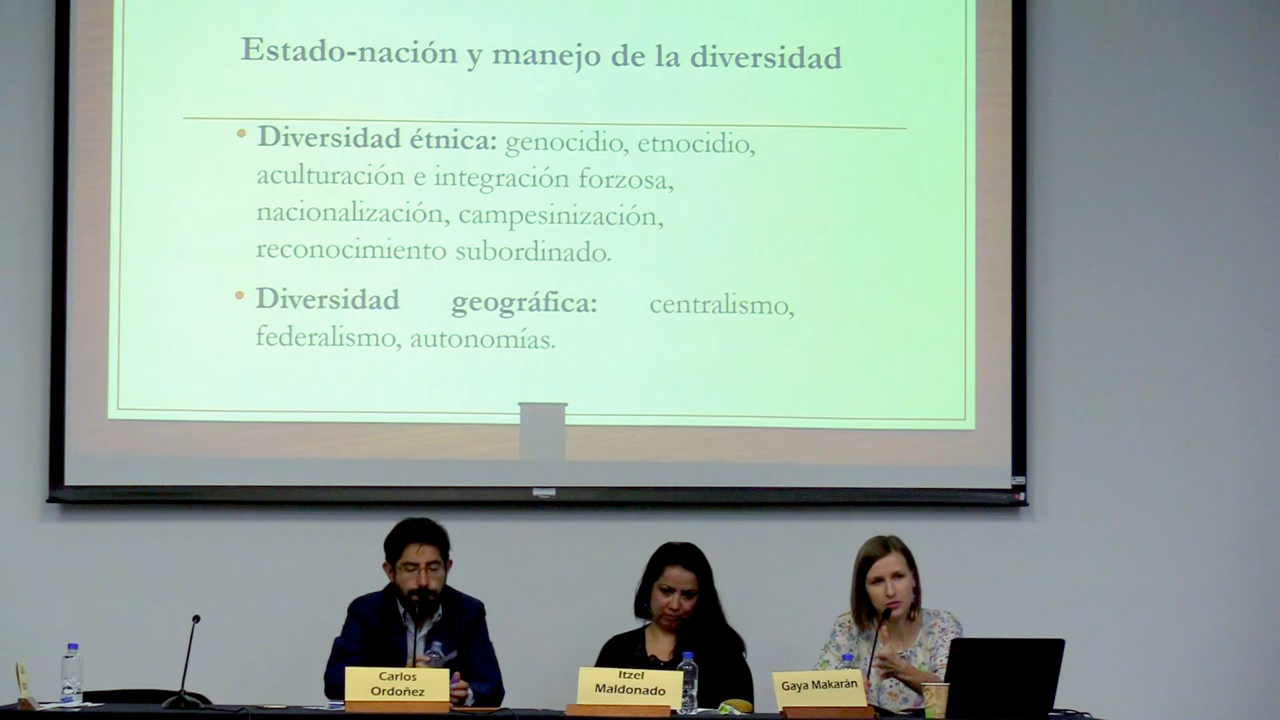 Estado-nación y manejo de la diversidad
• Diversidad étnica: genocidio, etnocidio,
aculturación e integración forzosa,
nacionalización, campesinización,
reconocimiento subordinado.
• Diversidad geográfica: centralismo,
federalismo, autonomías.
Carlos
Ordoñez
Itzel
Maldonado
Gaya Makarán